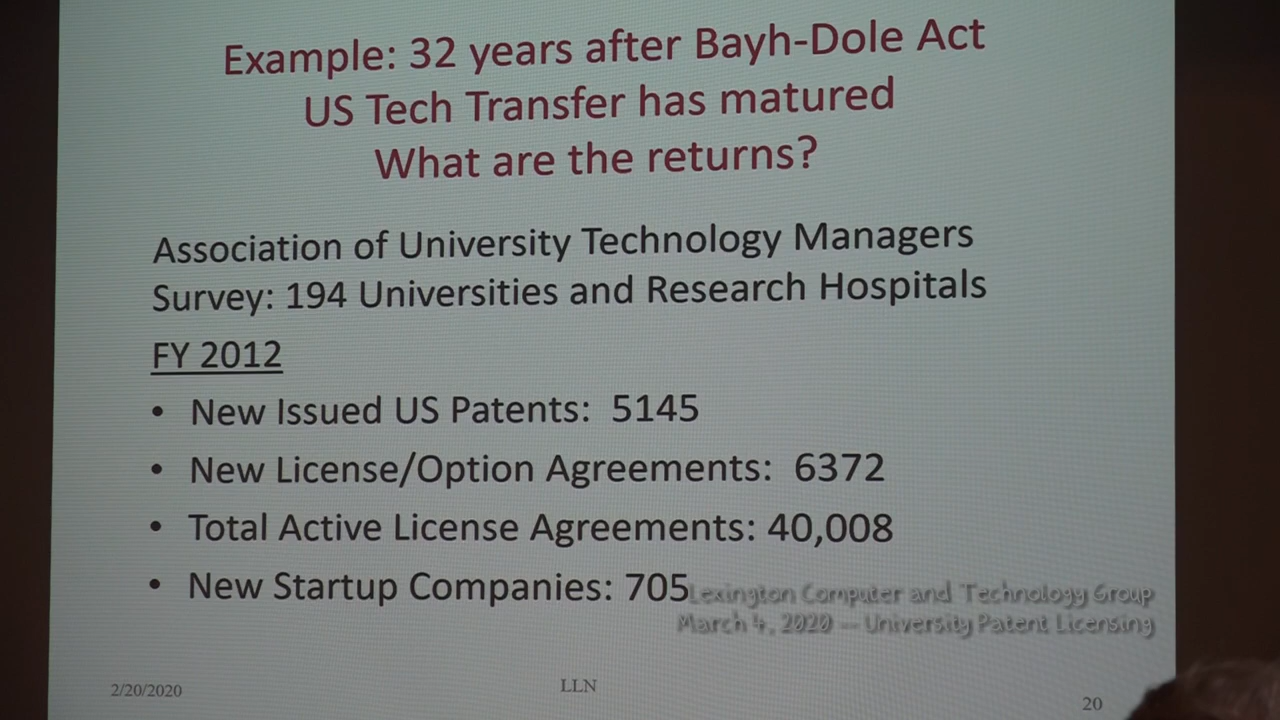 Example: 32 years after Bayh-Dole Act
US Tech Transfer has matured
What are the returns?
Association of University Technology Managers
Survey: 194 Universities and Research Hospitals
FY 2012
• New Issued US Patents: 5145
• New License/Option Agreements: 6372
• Total Active License Agreements: 40,008
• New Startup Companies: 705
Lexington Computer and Technology Group
March 4, 2020 — University Patent Licensing
2/20/2020
LLN
20